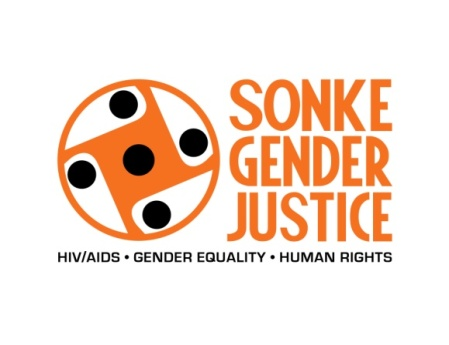 SONKE
GENDER
JUSTICE
HIV/AIDS • GENDER EQUALITY • HUMAN RIGHTS